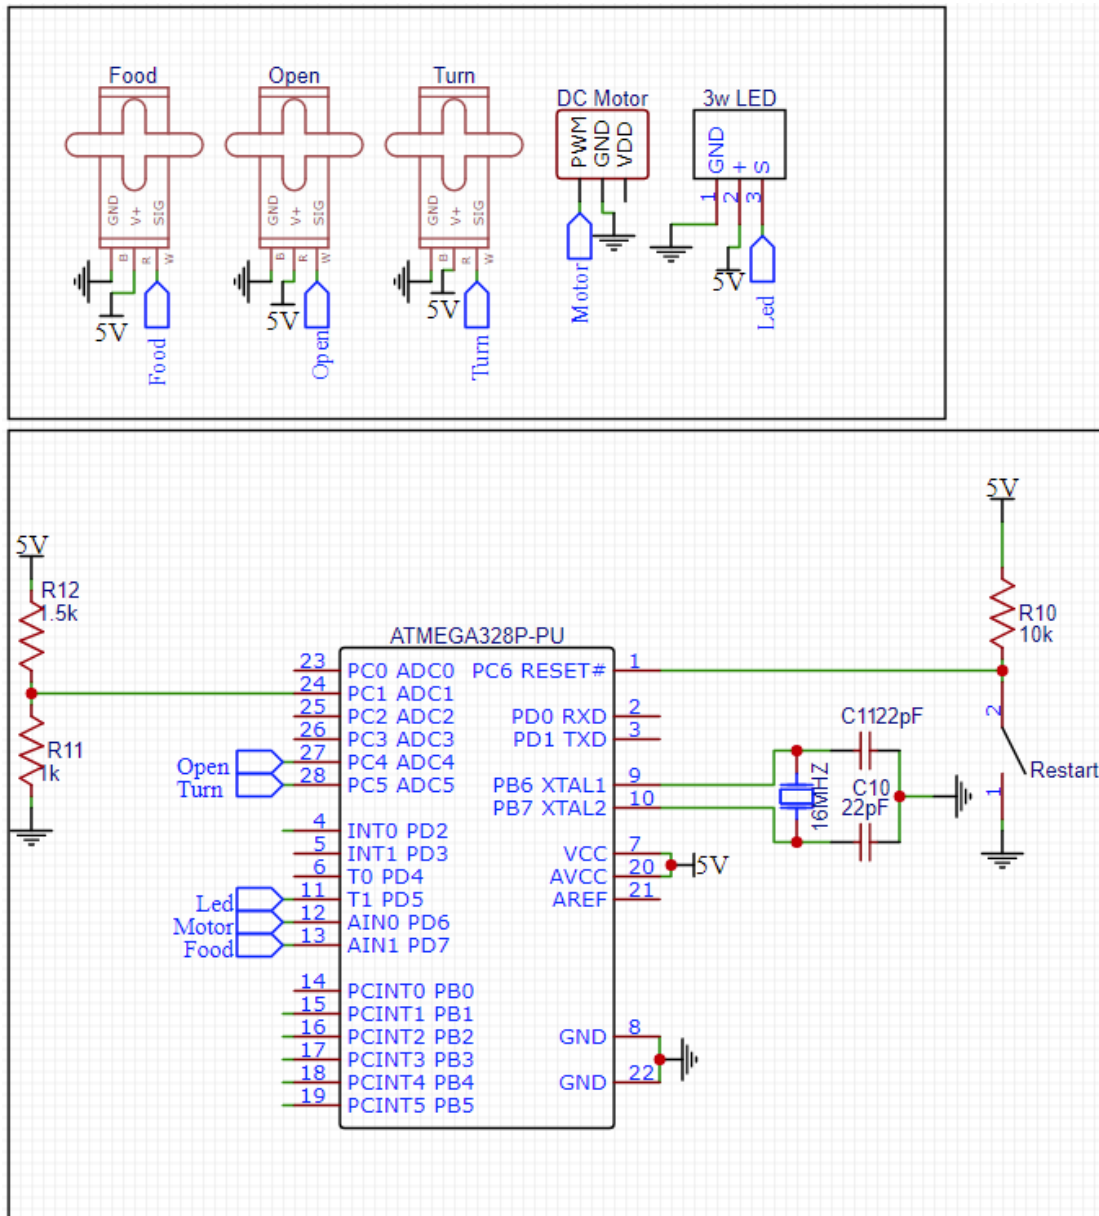 Food
Open
Turn
DC Motor
3w LED
PWM
GND
VDD
GND
+
S
1
2
3
GND
V+
SIG
B
R
W
GND
V+
SIG
B
R
W
GND
V+
SIG
B
R
W
5V
5V
5V
5V
Food
Open
Turn
Motor
Led
5V
R12
1.5k
R11
1k
5V
R10
10k
2
1
Restart
ATMEGA328P-PU
23 PC0 ADC0
24 PC1 ADC1
25 PC2 ADC2
26 PC3 ADC3
Open 27 PC4 ADC4
Turn 28 PC5 ADC5
4 INT0 PD2
5 INT1 PD3
6 T0 PD4
Led 11 T1 PD5
Motor 12 AIN0 PD6
Food 13 AIN1 PD7
14 PCINT0 PB0
15 PCINT1 PB1
16 PCINT2 PB2
17 PCINT3 PB3
18 PCINT4 PB4
19 PCINT5 PB5
PC6 RESET# 1
PD0 RXD 2
PD1 TXD 3
PB6 XTAL1 9
PB7 XTAL2 10
VCC 7
AVCC 20
AREF 21
GND 8
GND 22
5V
16MHZ
C1122pF
C10
22pF